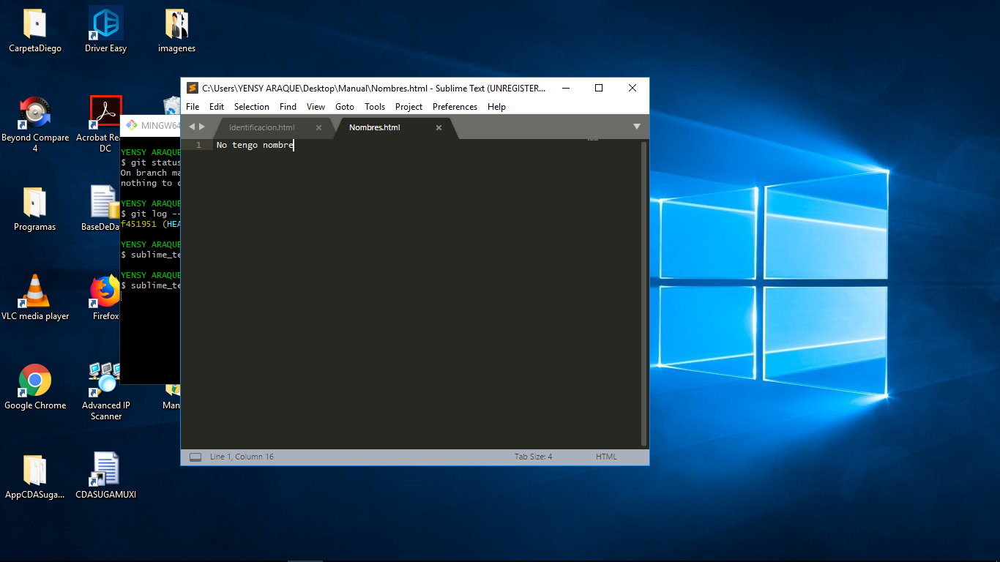 CarpetaDiego
Driver Easy
imagenes
Beyond Compare
4
Acrobat Re...
DC
Programas
BaseDeDa
VLC media player
Firefox
Google Chrome
Advanced IP
Scanner
Man
AppCDASuga...
CDASUGAMUXI
MINGW64
YENSY ARAQUE
$ git status
On branch ma
nothing to c
YENSY ARAQUE
$ git log --
f451951 (HEA
YENSY ARAQUE
$ sublime_te
YENSY ARAQUE
$ sublime_te
C:\Users\YENSY ARAQUE\Desktop\Manual\Nombres.html - Sublime Text (UNREGISTER...
File Edit Selection Find View Goto Tools Project Preferences Help
Identificacion.html Nombres.html
1 No tengo nombre
Line 1, Column 16 Tab Size: 4 HTML